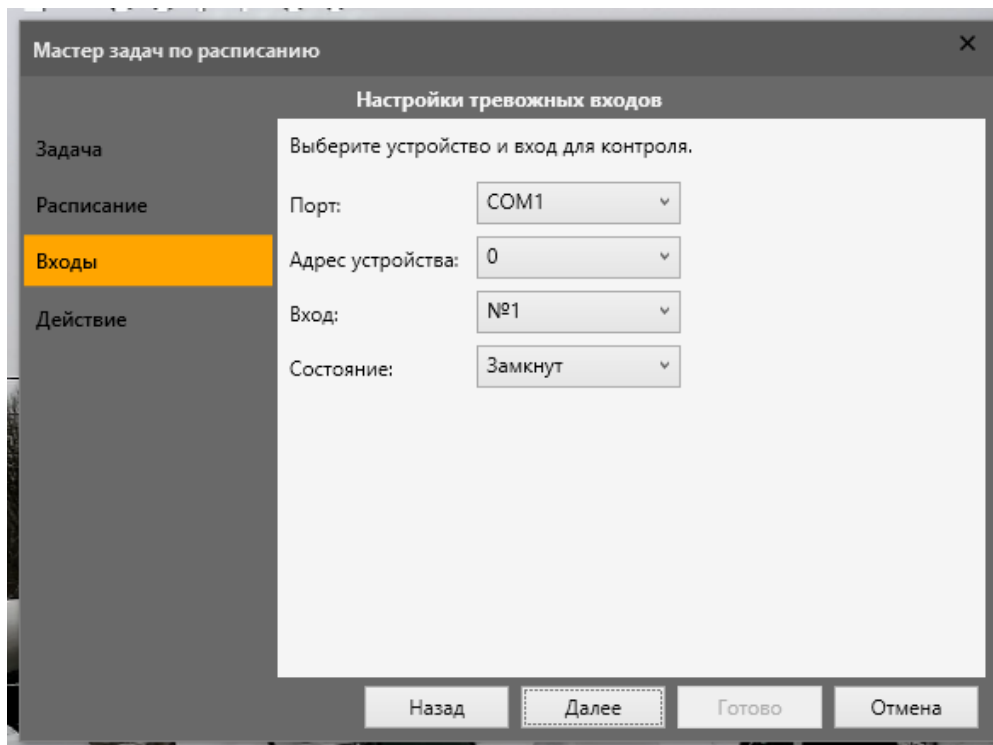 Мастер задач по расписанию
Настройки тревожных входов
Задача
Расписание
Входы
Действие
Выберите устройство и вход для контроля.
Порт: COM1
Адрес устройства: 0
Вход: №1
Состояние: Замкнут
Назад Далее Готово Отмена